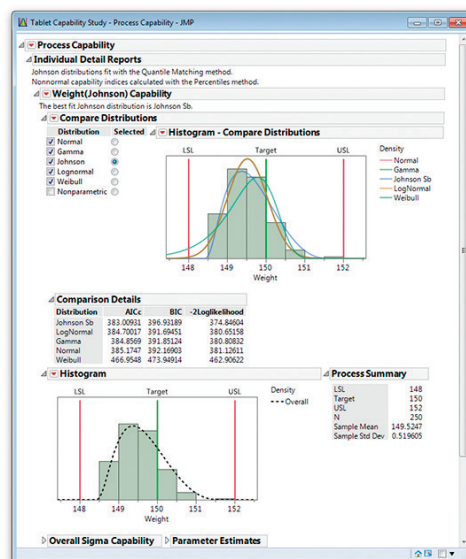 Tablet Capability Study - Process Capability - JMP
Process Capability
Individual Detail Reports
Johnson distributions fit with the Quantile Matching method.
Nonnormal capability indices calculated with the Percentiles method.
Weight(Johnson) Capability
The best fit Johnson distribution is Johnson Sb.
Compare Distributions
Distribution Selected
Normal
Gamma
Johnson
Lognormal
Weibull
Nonparametric
Histogram - Compare Distributions
LSL Target USL
148 149 150 151 152
Weight
Density
Normal
Gamma
Johnson Sb
LogNormal
Weibull
Comparison Details
Distribution AICc BIC -2Loglikelihood
Johnson Sb 383.00931 396.93189 374.84604
LogNormal 384.70017 391.69451 380.65158
Gamma 384.8569 391.85124 380.80832
Normal 385.1747 392.16903 381.12611
Weibull 466.9548 473.94914 462.90622
Histogram
LSL Target USL
148 149 150 151 152
Weight
Density
Overall
Process Summary
LSL 148
Target 150
USL 152
N 250
Sample Mean 149.5247
Sample Std Dev 0.519605
Overall Sigma Capability
Parameter Estimates